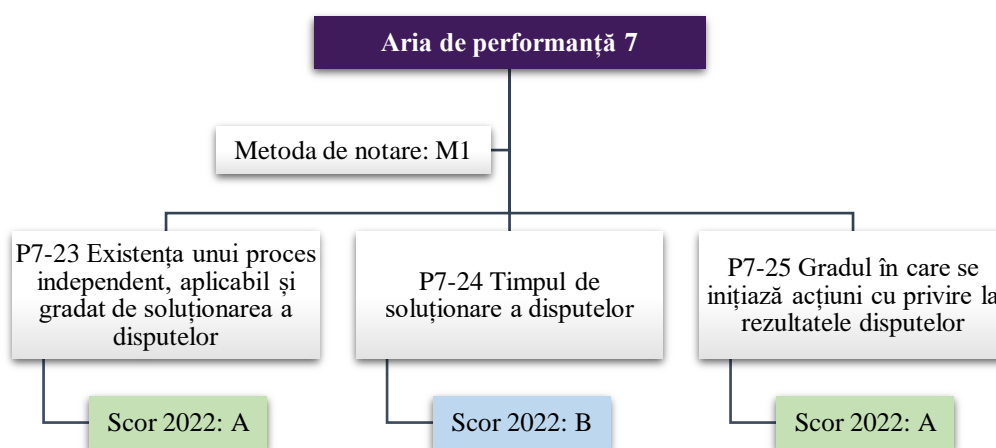 Aria de performanță 7
Metoda de notare: M1
P7-23 Existența unui proces
independent, aplicabil și
gradat de soluționarea a
disputelor
P7-24 Timpul de
soluționare a disputelor
P7-25 Gradul în care se
inițiază acțiuni cu privire la
rezultatele disputelor
Scor 2022: A
Scor 2022: B
Scor 2022: A